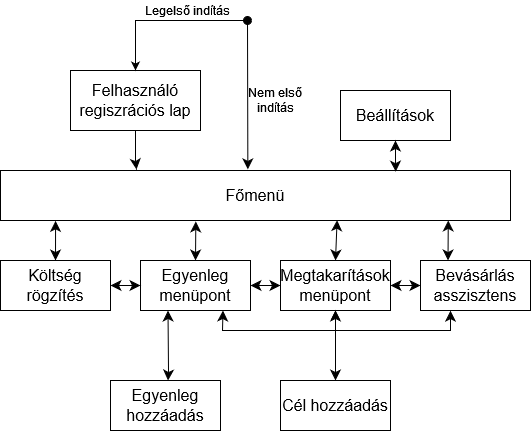 Legelső indítás
Felhasználó
regiszrációs lap
Nem első
indítás
Beállítások
Főmenü
Költség
rögzítés
Egyenleg
menüpont
Megtakarítások
menüpont
Bevásárlás
asszisztens
Egyenleg
hozzáadás
Cél hozzáadás